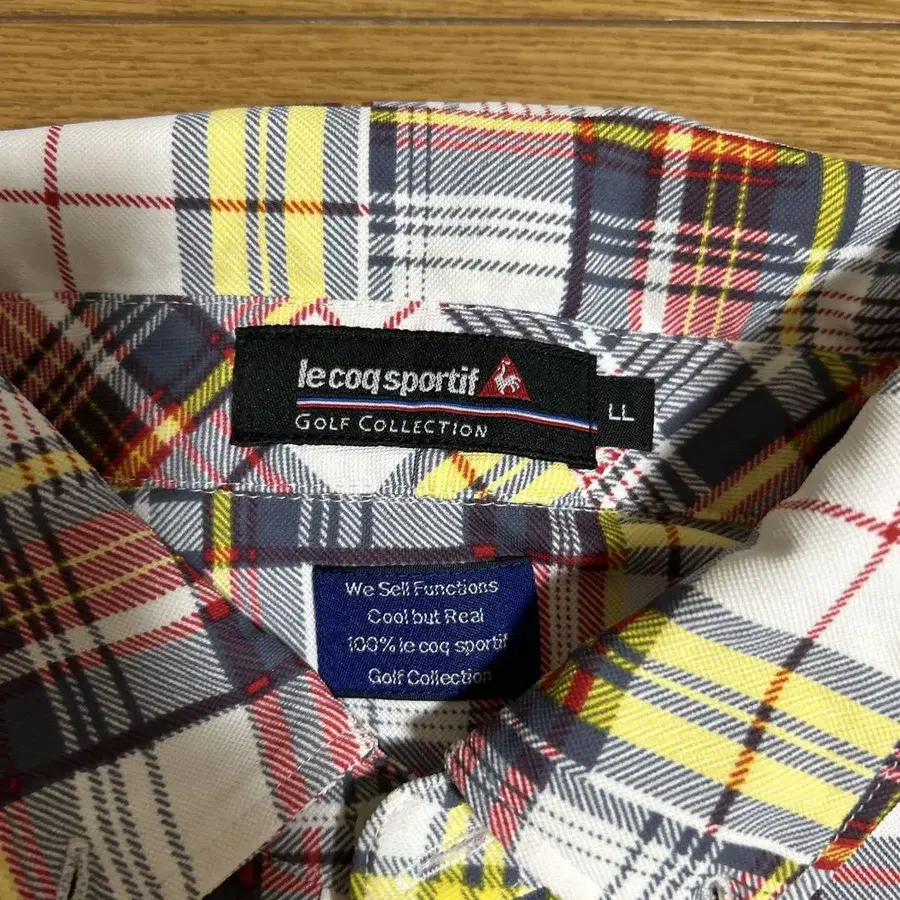 le coq sportif
GOLF COLLECTION
LL
We Sell Functions
Cool but Real
100% le coq sportif
Golf Collection